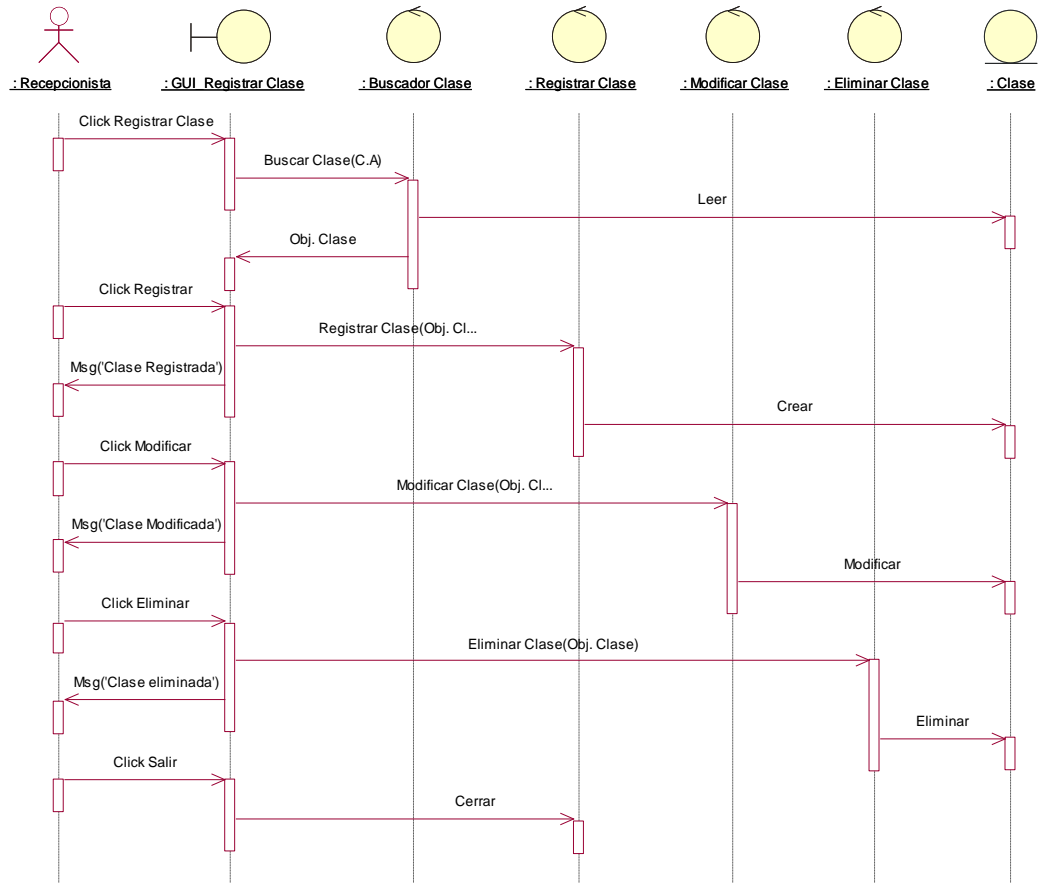 : Recepcionista
: GUI_Registrar Clase
: Buscador Clase
: Registrar Clase
: Modificar Clase
: Eliminar Clase
: Clase
Click Registrar Clase
Buscar Clase(C.A)
Leer
Obj. Clase
Click Registrar
Registrar Clase(Obj. Cl...
Msg('Clase Registrada')
Crear
Click Modificar
Modificar Clase(Obj. Cl...
Msg('Clase Modificada')
Modificar
Click Eliminar
Eliminar Clase(Obj. Clase)
Msg('Clase eliminada')
Eliminar
Click Salir
Cerrar